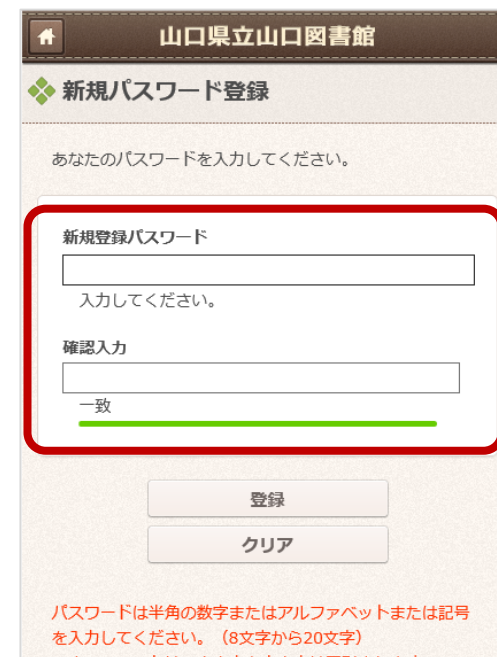 山口県立山口図書館
新規パスワード登録
あなたのパスワードを入力してください。
新規登録パスワード
入力してください。
確認入力
一致
登録
クリア
パスワードは半角の数字またはアルファベットまたは記号
を入力してください。（8文字から20文字）